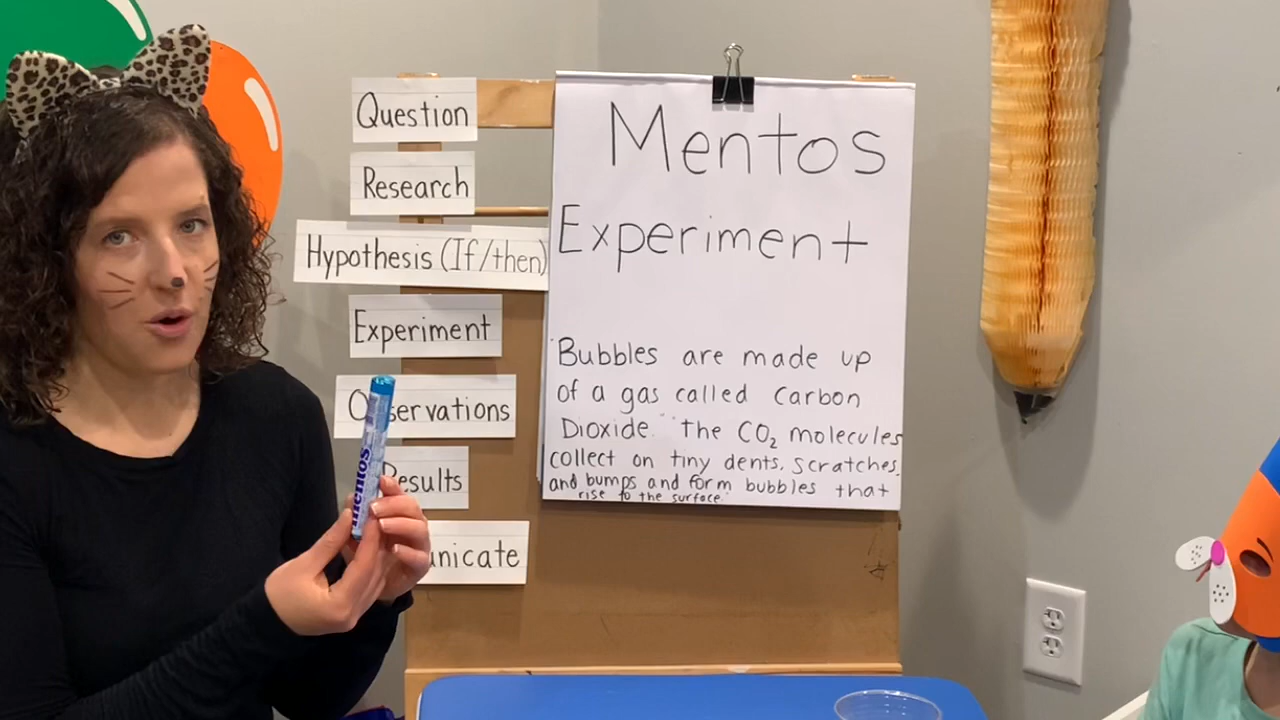 Question
Research
Hypothesis (If/then)
Experiment
Results
Mentos
Experiment
Bubbles are made up
of a gas called Carbon
Dioxide. "The CO₂ molecules
collect on tiny dents, scratches,
and bumps and form bubbles that
rise to the surface."
mentos